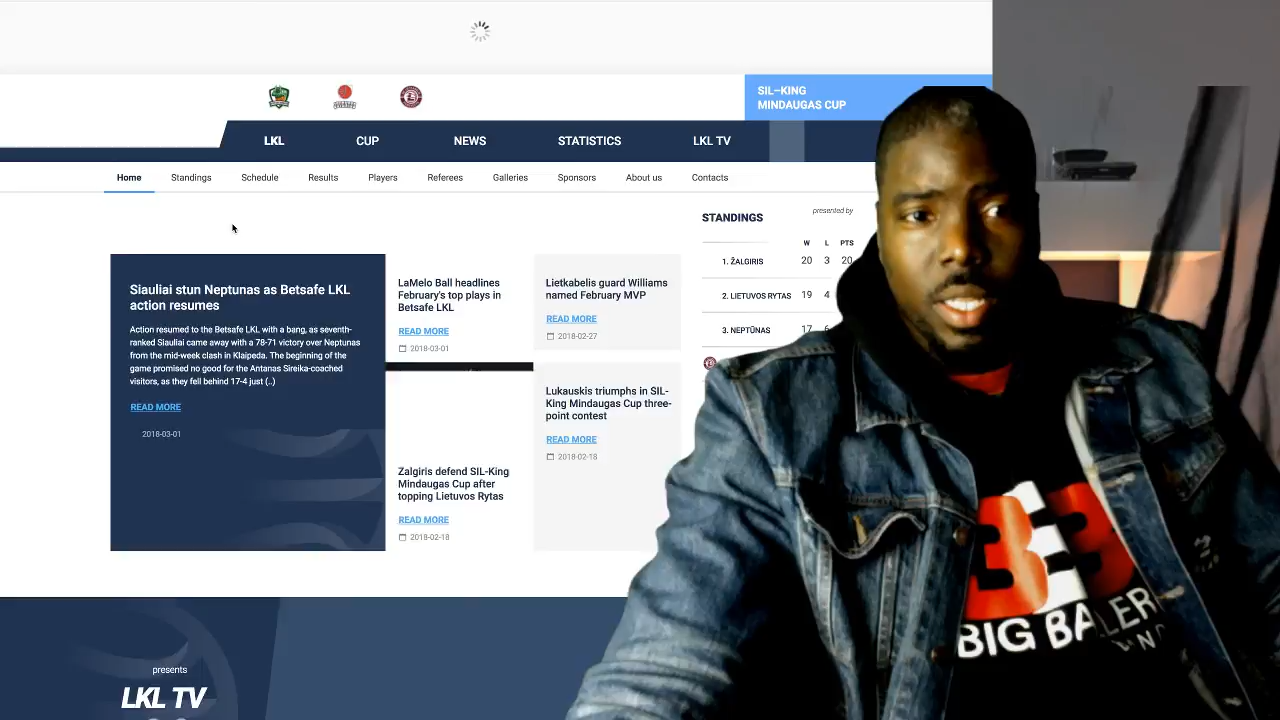 SIL–KING
MINDAUGAS CUP
LKL CUP NEWS STATISTICS LKL TV
Home Standings Schedule Results Players Referees Galleries Sponsors About us Contacts
Siauliai stun Neptunas as Betsafe LKL
action resumes
Action resumed to the Betsafe LKL with a bang, as seventh-
ranked Siauliai came away with a 78-71 victory over Neptunas
from the mid-week clash in Klaipeda. The beginning of the
game promised no good for the Antanas Sireika-coached
visitors, as they fell behind 17-4 just (..)
READ MORE
2018-03-01
LaMelo Ball headlines
February's top plays in
Betsafe LKL
READ MORE
2018-03-01
Zalgiris defend SIL-King
Mindaugas Cup after
topping Lietuvos Rytas
READ MORE
2018-02-18
Lietkabelis guard Williams
named February MVP
READ MORE
2018-02-27
Lukauskis triumphs in SIL-
King Mindaugas Cup three-
point contest
READ MORE
2018-02-18
STANDINGS
presented by
W L PTS
1. ŽALGIRIS 20 3 20
2. LIETUVOS RYTAS 19 4
3. NEPTŪNAS 17 6
presents
LKL TV
BBB
BIG BALLER